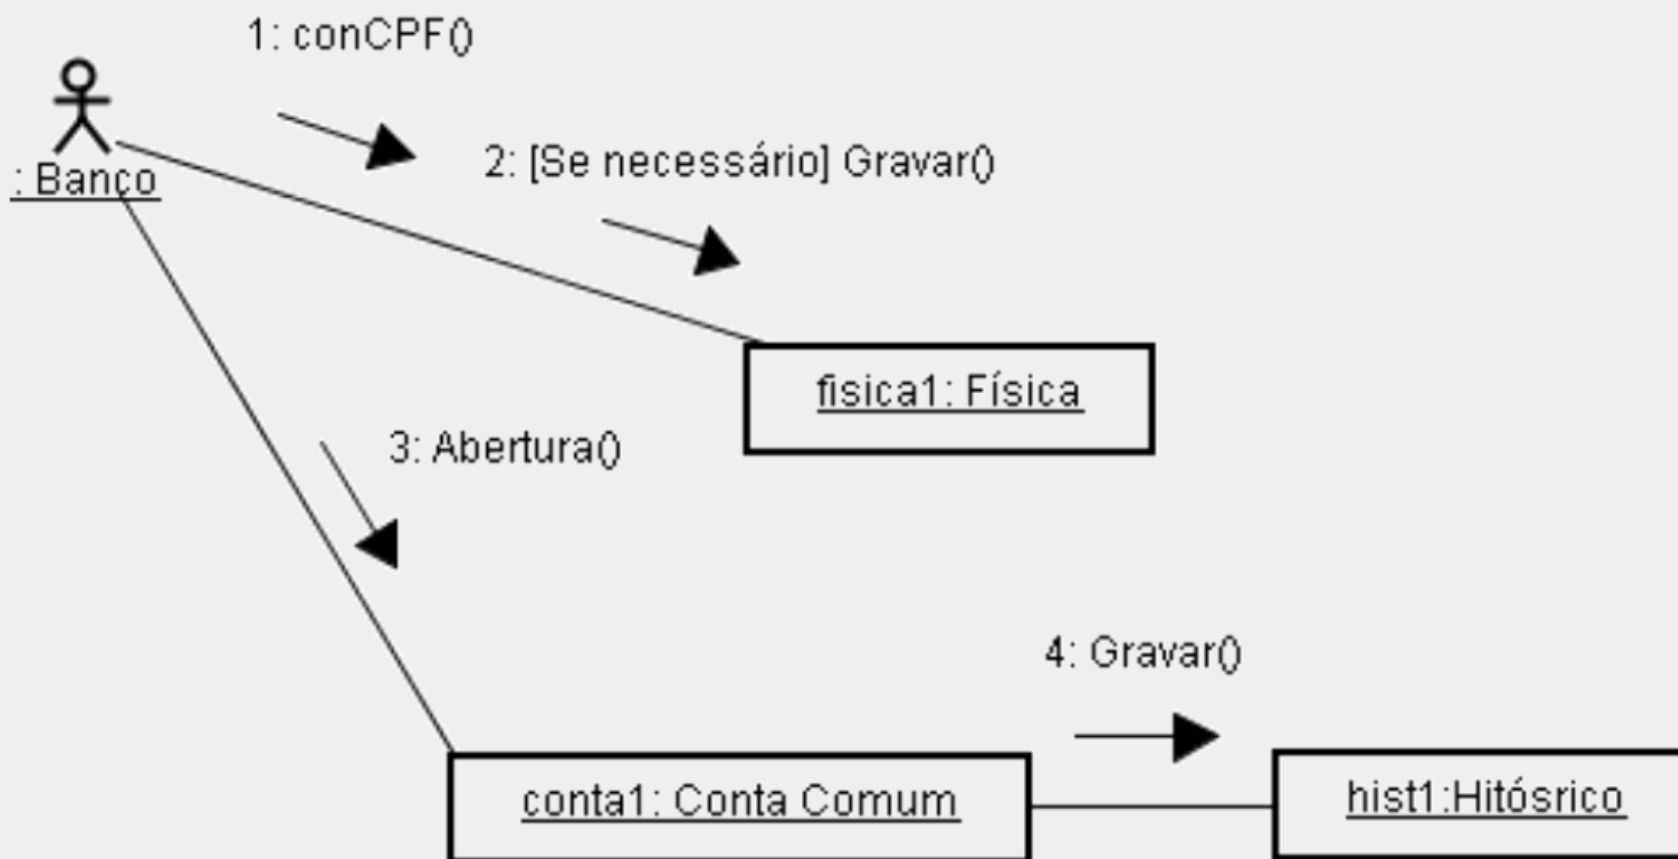 1: conCPF()
: Banco
2: [Se necessário] Gravar()
fisica1: Física
3: Abertura()
4: Gravar()
conta1: Conta Comum
hist1:Hitósrico